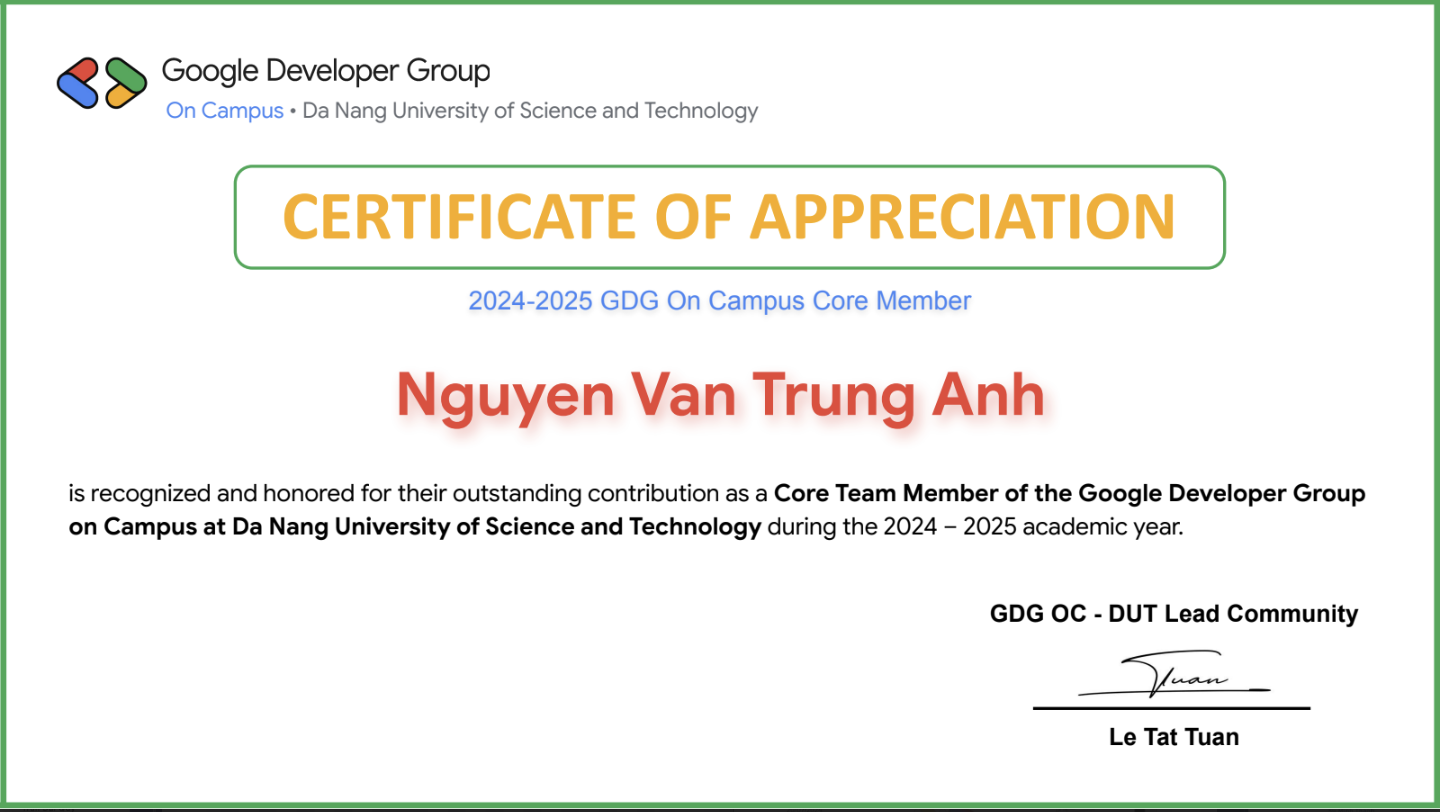 Google Developer Group
On Campus • Da Nang University of Science and Technology
CERTIFICATE OF APPRECIATION
2024-2025 GDG On Campus Core Member
Nguyen Van Trung Anh
is recognized and honored for their outstanding contribution as a Core Team Member of the Google Developer Group
on Campus at Da Nang University of Science and Technology during the 2024 – 2025 academic year.
GDG OC - DUT Lead Community
Tuan
Le Tat Tuan